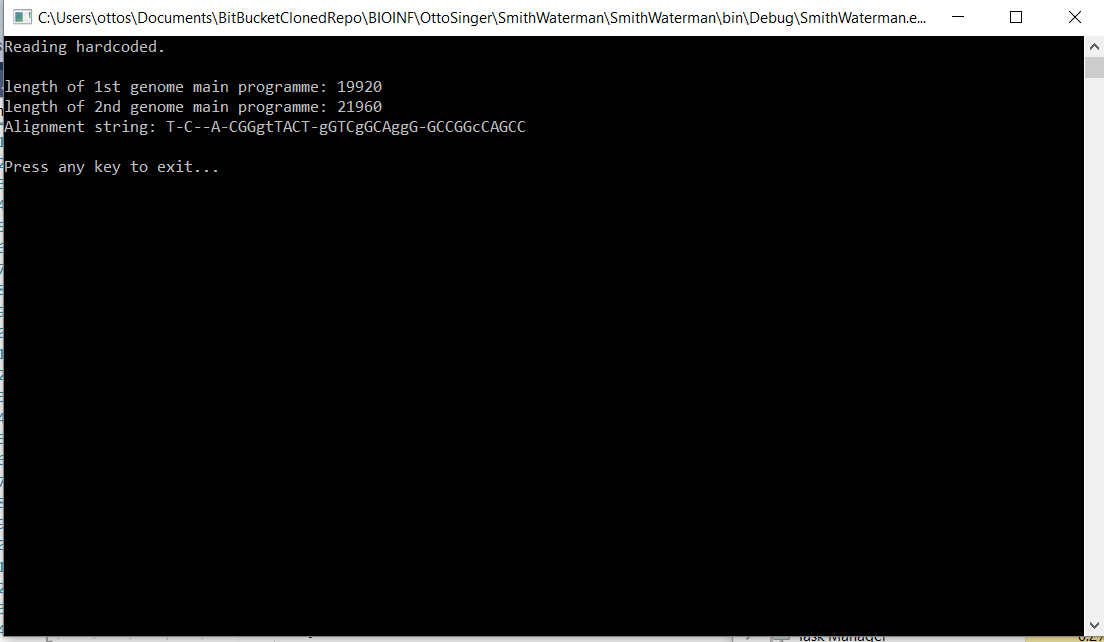 C:\Users\ottos\Documents\BitBucketClonedRepo\BIOINF\OttoSinger\SmithWaterman\SmithWaterman\bin\Debug\SmithWaterman.e...
Reading hardcoded.
length of 1st genome main programme: 19920
length of 2nd genome main programme: 21960
Alignment string: T-C--A-CGGgtTACT-gGTCgGCAggG-GCCGGcCAGCC
Press any key to exit...
Task Manager